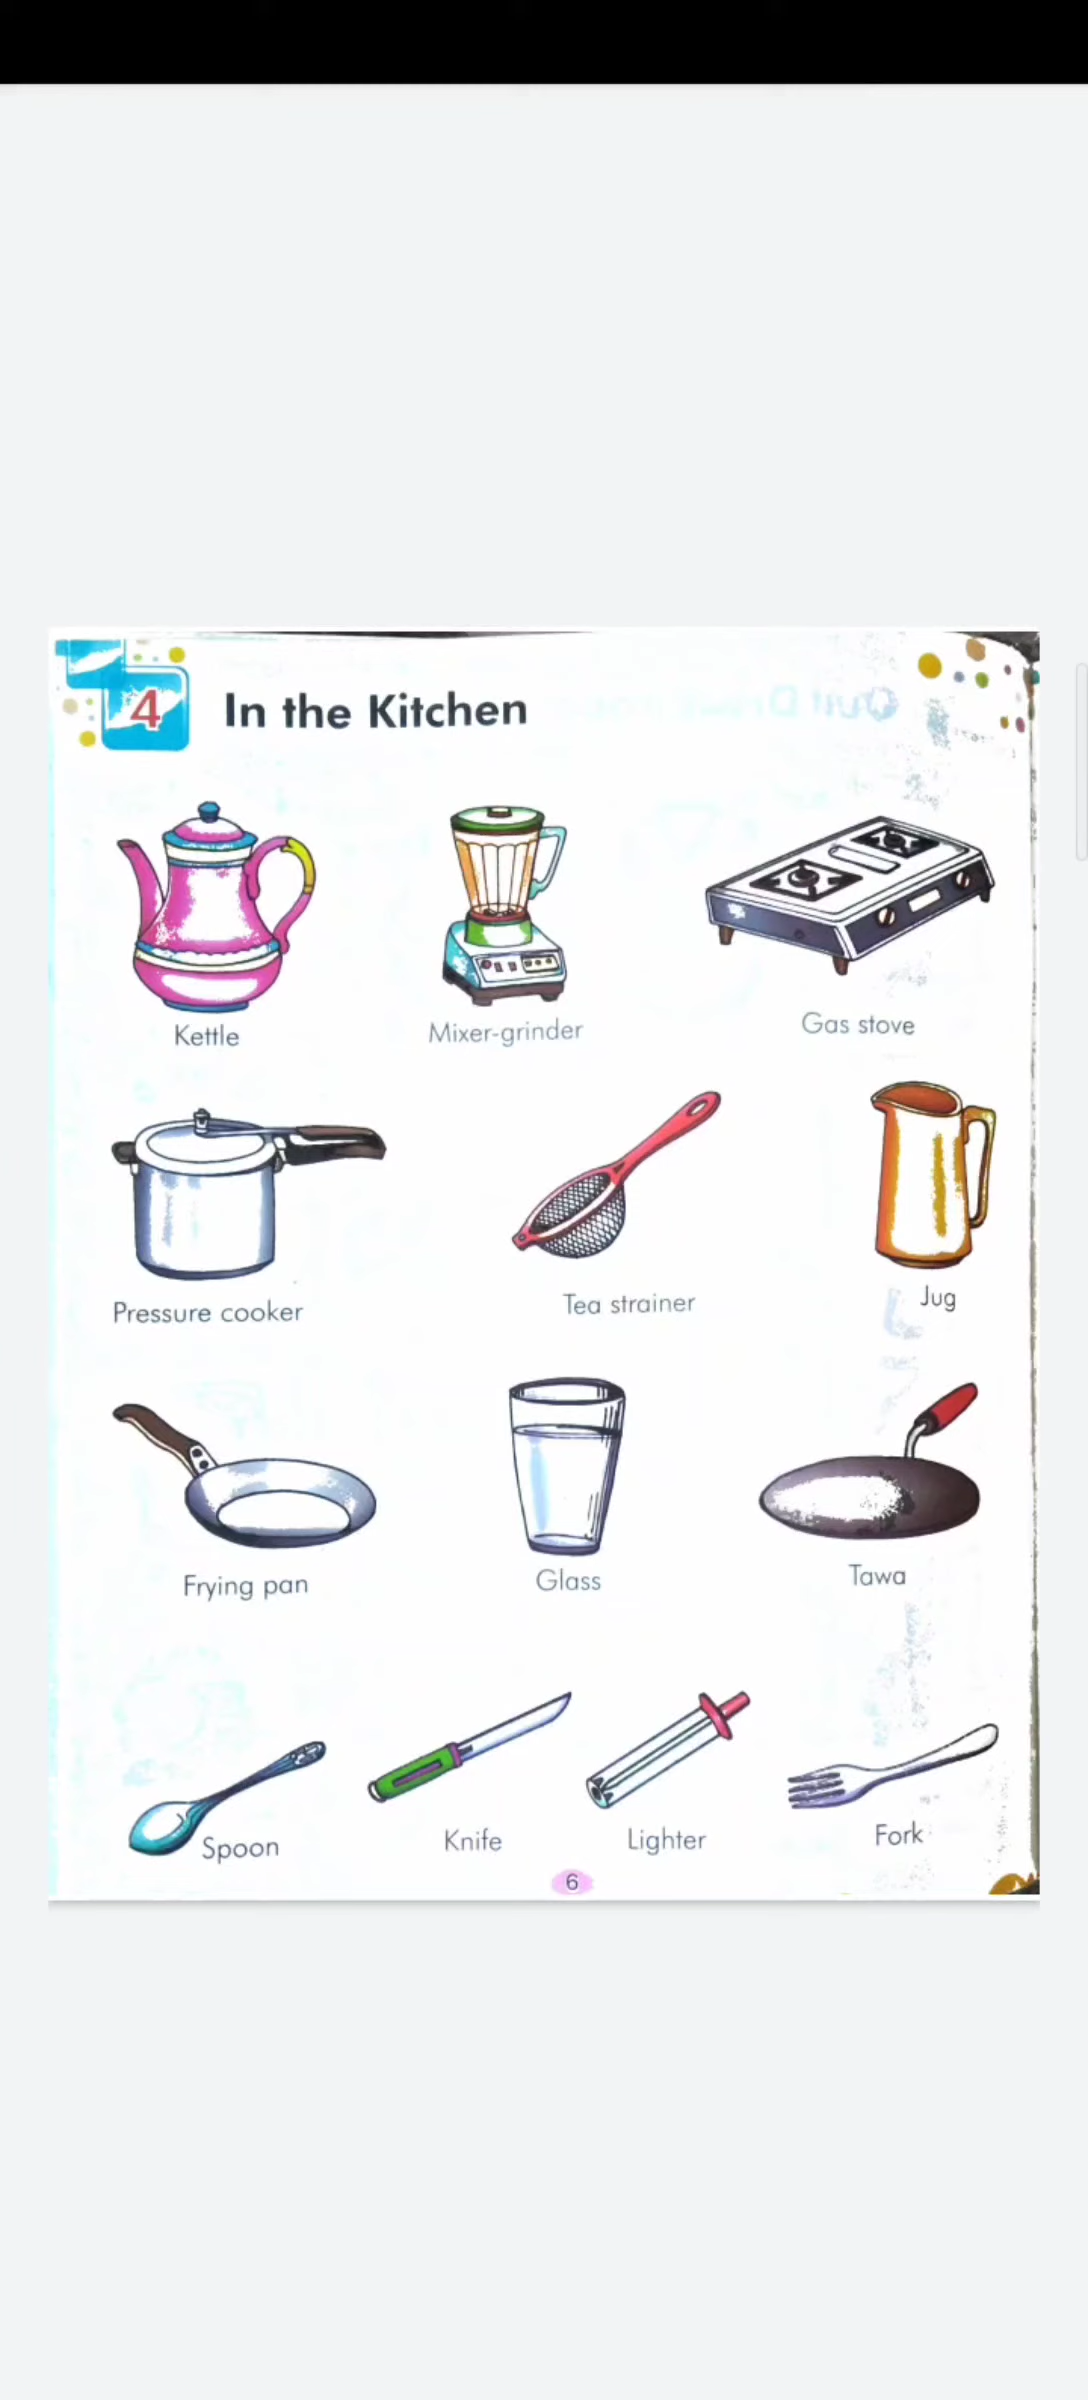 4
In the Kitchen
Kettle
Mixer-grinder
Gas stove
Pressure cooker
Tea strainer
Jug
Frying pan
Glass
Tawa
Spoon
Knife
Lighter
Fork
6